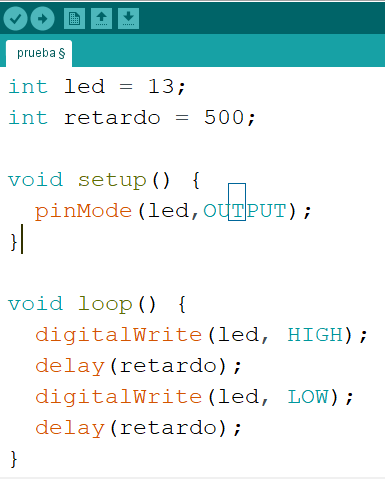 prueba §
int led = 13;
int retardo = 500;
void setup() {
  pinMode(led,OUTPUT);
}
void loop() {
  digitalWrite(led, HIGH);
  delay(retardo);
  digitalWrite(led, LOW);
  delay(retardo);
}